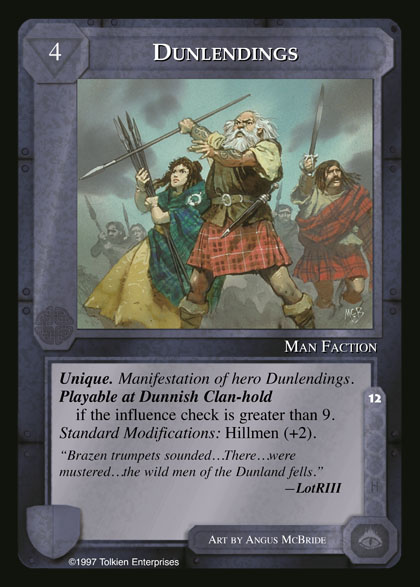 4
DUNLENDINGS
MAN FACTION
Unique. Manifestation of hero Dunlendings.
Playable at Dunnish Clan-hold
if the influence check is greater than 9.
Standard Modifications: Hillmen (+2).
12
“Brazen trumpets sounded…There…were
mustered…the wild men of the Dunland fells.”
—LotRIII
H
ART BY ANGUS MCBRIDE
©1997 Tolkien Enterprises